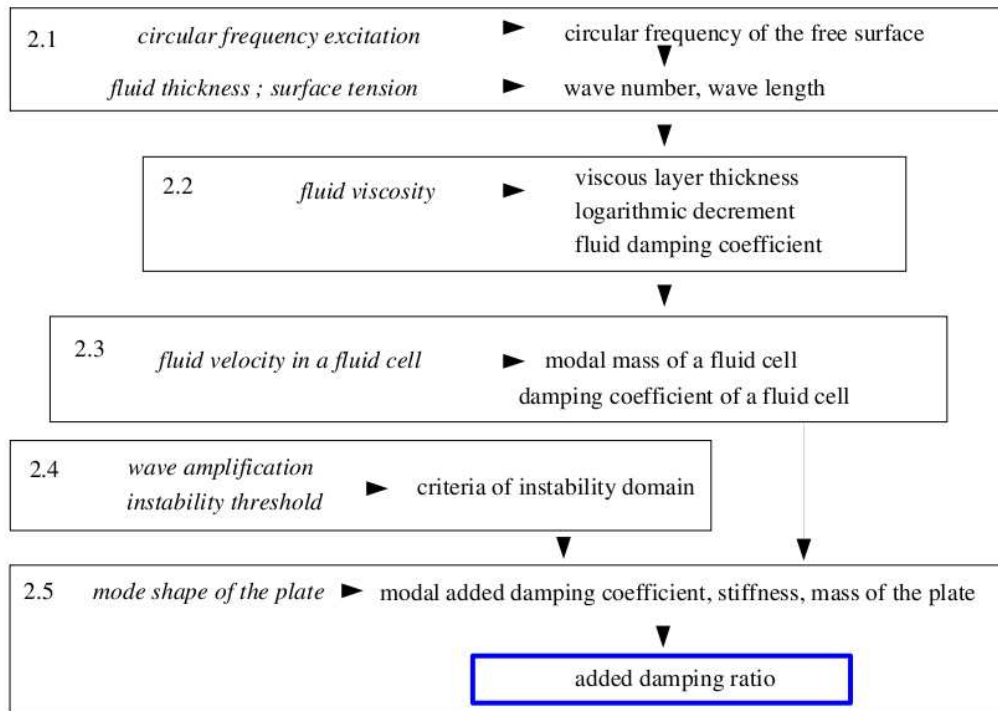 2.1
circular frequency excitation
circular frequency of the free surface
fluid thickness ; surface tension
wave number, wave length
2.2
fluid viscosity
viscous layer thickness
logarithmic decrement
fluid damping coefficient
2.3
fluid velocity in a fluid cell
modal mass of a fluid cell
damping coefficient of a fluid cell
2.4
wave amplification
instability threshold
criteria of instability domain
2.5
mode shape of the plate
modal added damping coefficient, stiffness, mass of the plate
added damping ratio